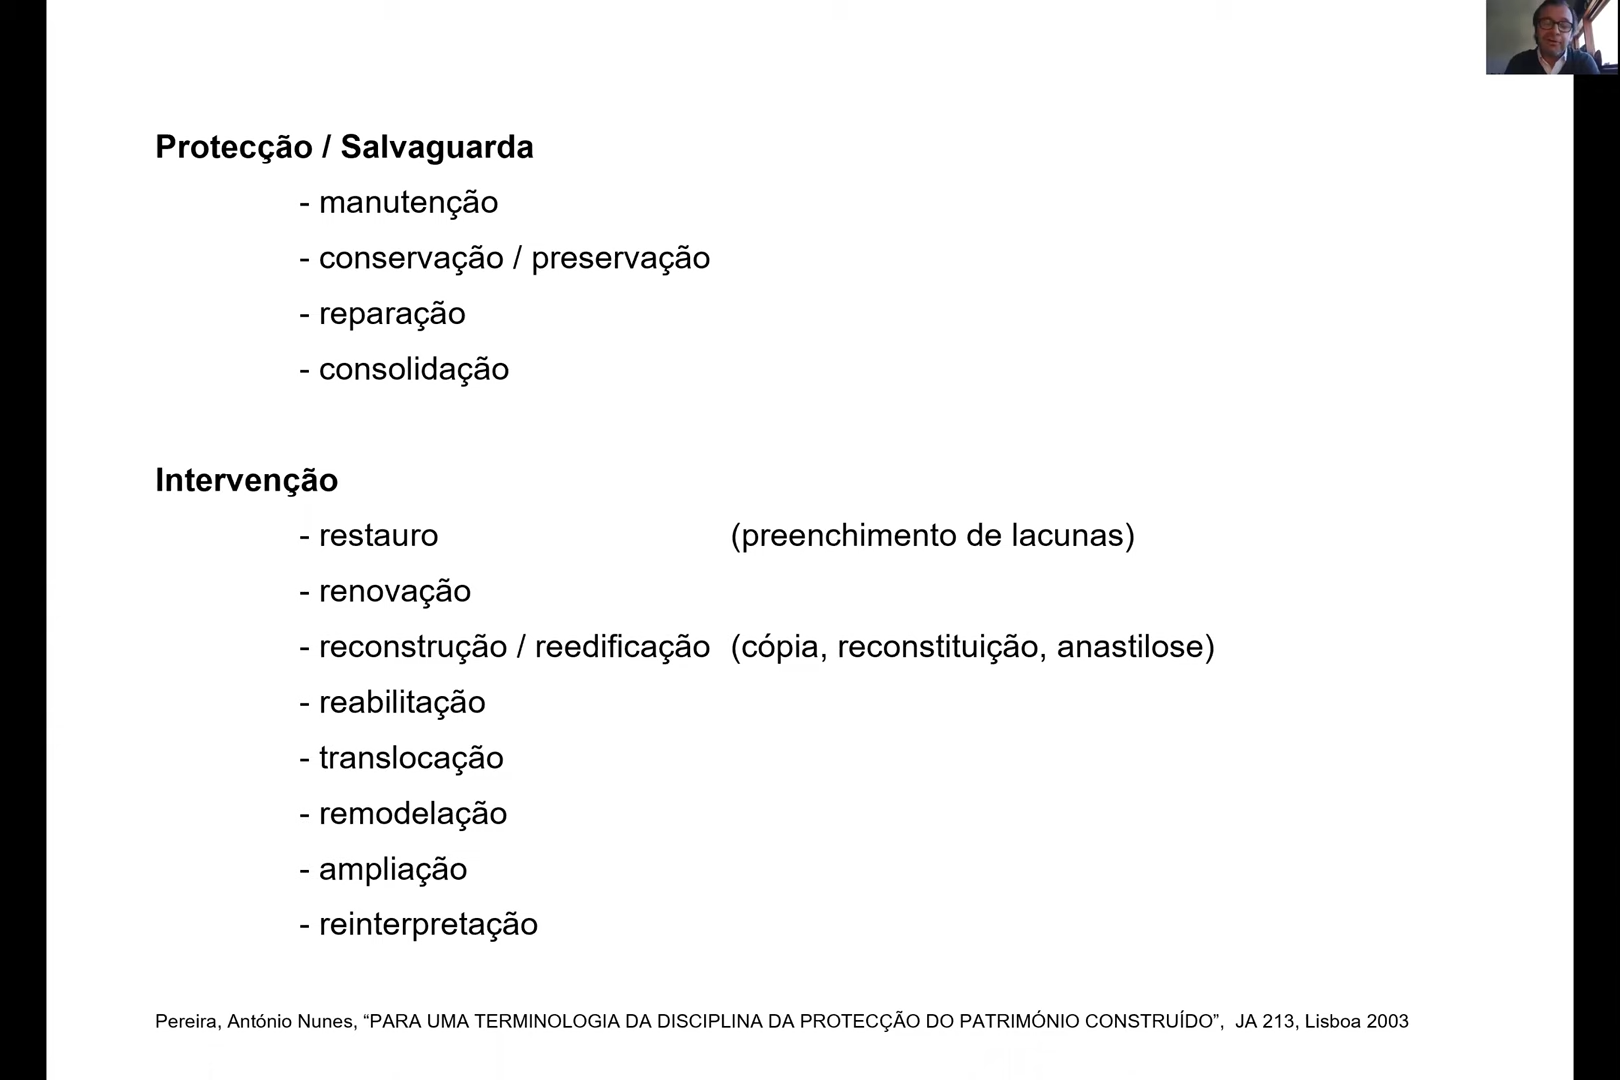 Protecção / Salvaguarda
- manutenção
- conservação / preservação
- reparação
- consolidação
Intervenção
- restauro (preenchimento de lacunas)
- renovação
- reconstrução / reedificação (cópia, reconstituição, anastilose)
- reabilitação
- translocação
- remodelação
- ampliação
- reinterpretação
Pereira, António Nunes, “PARA UMA TERMINOLOGIA DA DISCIPLINA DA PROTECÇÃO DO PATRIMÓNIO CONSTRUÍDO”, JA 213, Lisboa 2003